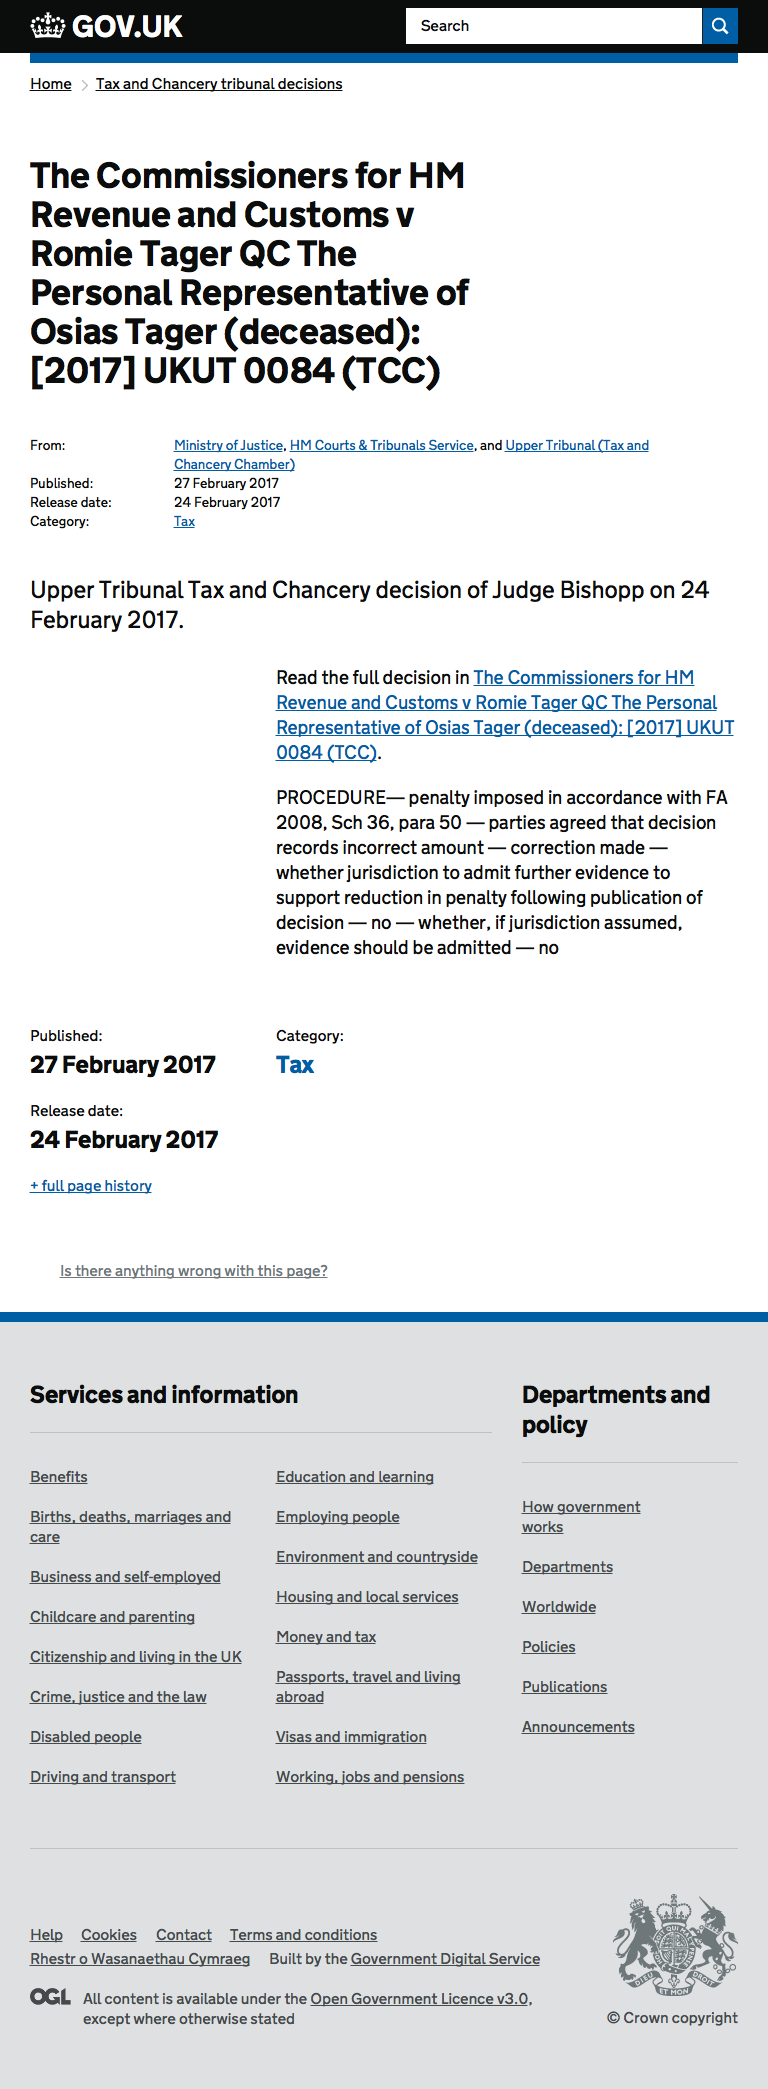 GOV.UK
Search
Home
Tax and Chancery tribunal decisions
The Commissioners for HM
Revenue and Customs v
Romie Tager QC The
Personal Representative of
Osias Tager (deceased):
[2017] UKUT 0084 (TCC)
From: Ministry of Justice, HM Courts & Tribunals Service, and Upper Tribunal (Tax and
Chancery Chamber)
Published: 27 February 2017
Release date: 24 February 2017
Category: Tax
Upper Tribunal Tax and Chancery decision of Judge Bishopp on 24
February 2017.
Read the full decision in The Commissioners for HM
Revenue and Customs v Romie Tager QC The Personal
Representative of Osias Tager (deceased): [2017] UKUT
0084 (TCC).
PROCEDURE— penalty imposed in accordance with FA
2008, Sch 36, para 50 — parties agreed that decision
records incorrect amount — correction made —
whether jurisdiction to admit further evidence to
support reduction in penalty following publication of
decision — no — whether, if jurisdiction assumed,
evidence should be admitted — no
Published:
27 February 2017
Release date:
24 February 2017
+ full page history
Category:
Tax
Is there anything wrong with this page?
Services and information
Benefits
Births, deaths, marriages and
care
Business and self-employed
Childcare and parenting
Citizenship and living in the UK
Crime, justice and the law
Disabled people
Driving and transport
Education and learning
Employing people
Environment and countryside
Housing and local services
Money and tax
Passports, travel and living
abroad
Visas and immigration
Working, jobs and pensions
Departments and
policy
How government
works
Departments
Worldwide
Policies
Publications
Announcements
Help Cookies Contact Terms and conditions
Rhestr o Wasanaethau Cymraeg Built by the Government Digital Service
OGL
All content is available under the Open Government Licence v3.0,
except where otherwise stated
DIEU ET MON DROIT
© Crown copyright